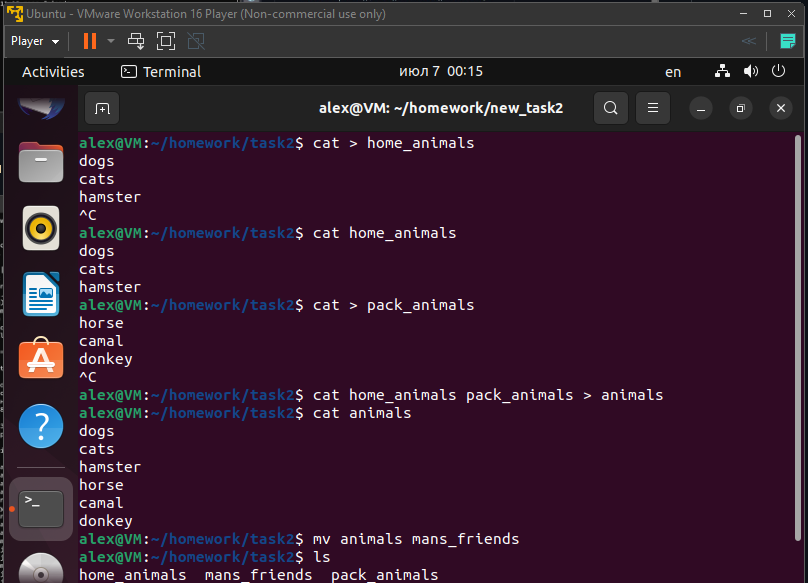 Ubuntu - VMware Workstation 16 Player (Non-commercial use only)
Player
Activities
Terminal
июл 7 00:15
en
alex@VM: ~/homework/new_task2
alex@VM:~/homework/task2$ cat > home_animals
dogs
cats
hamster
^C
alex@VM:~/homework/task2$ cat home_animals
dogs
cats
hamster
alex@VM:~/homework/task2$ cat > pack_animals
horse
camal
donkey
^C
alex@VM:~/homework/task2$ cat home_animals pack_animals > animals
alex@VM:~/homework/task2$ cat animals
dogs
cats
hamster
horse
camal
donkey
alex@VM:~/homework/task2$ mv animals mans_friends
alex@VM:~/homework/task2$ ls
home_animals  mans_friends  pack_animals